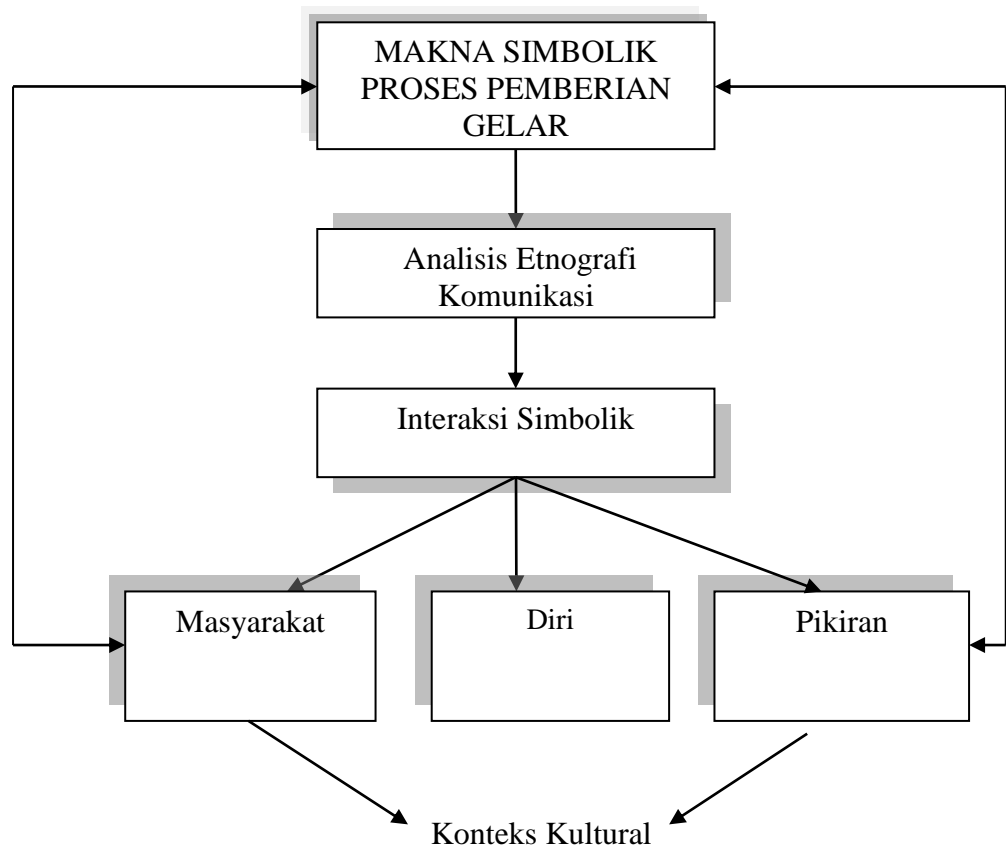 MAKNA SIMBOLIK
PROSES PEMBERIAN
GELAR
Analisis Etnografi
Komunikasi
Interaksi Simbolik
Masyarakat
Diri
Pikiran
Konteks Kultural